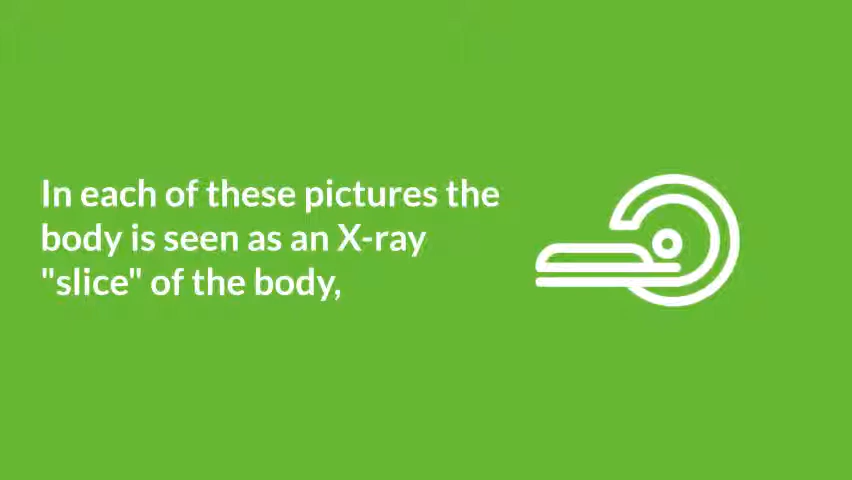 In each of these pictures the
body is seen as an X-ray
"slice" of the body,